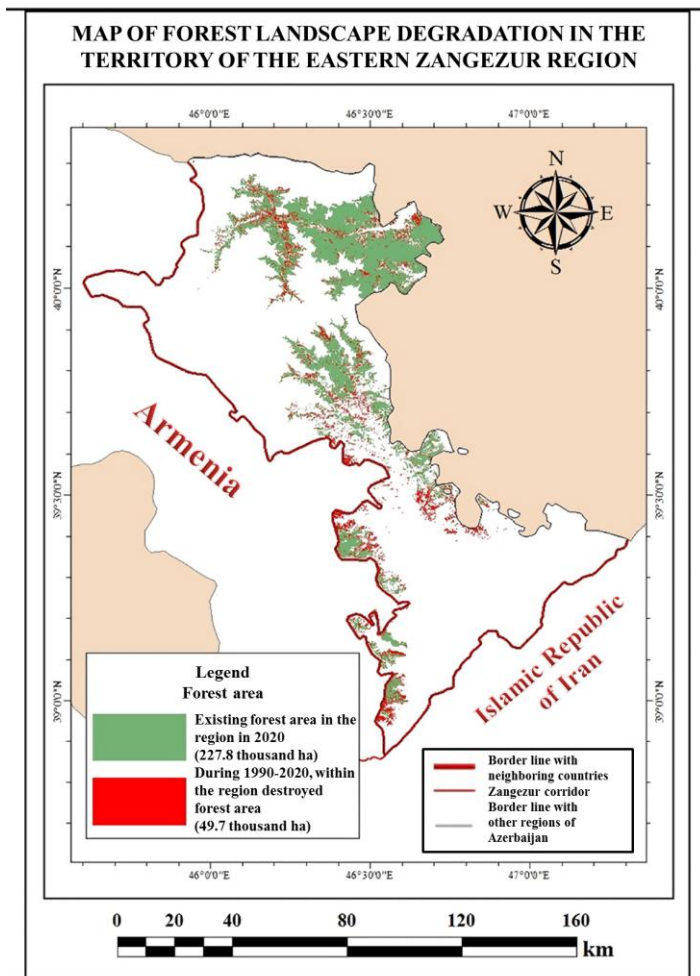 MAP OF FOREST LANDSCAPE DEGRADATION IN THE
TERRITORY OF THE EASTERN ZANGEZUR REGION
46°0'0"E 46°30'0"E 47°0'0"E
N
W E
S
40°0'0"N 40°0'0"N
Armenia
39°30'0"N 39°30'0"N
Islamic Republic
of Iran
39°0'0"N 39°0'0"N
Legend
Forest area
Existing forest area in the
region in 2020
(227.8 thousand ha)
During 1990-2020, within
the region destroyed
forest area
(49.7 thousand ha)
Border line with
neighboring countries
Zangezur corridor
Border line with
other regions of
Azerbaijan
46°0'0"E 46°30'0"E 47°0'0"E
0 20 40 80 120 160
km